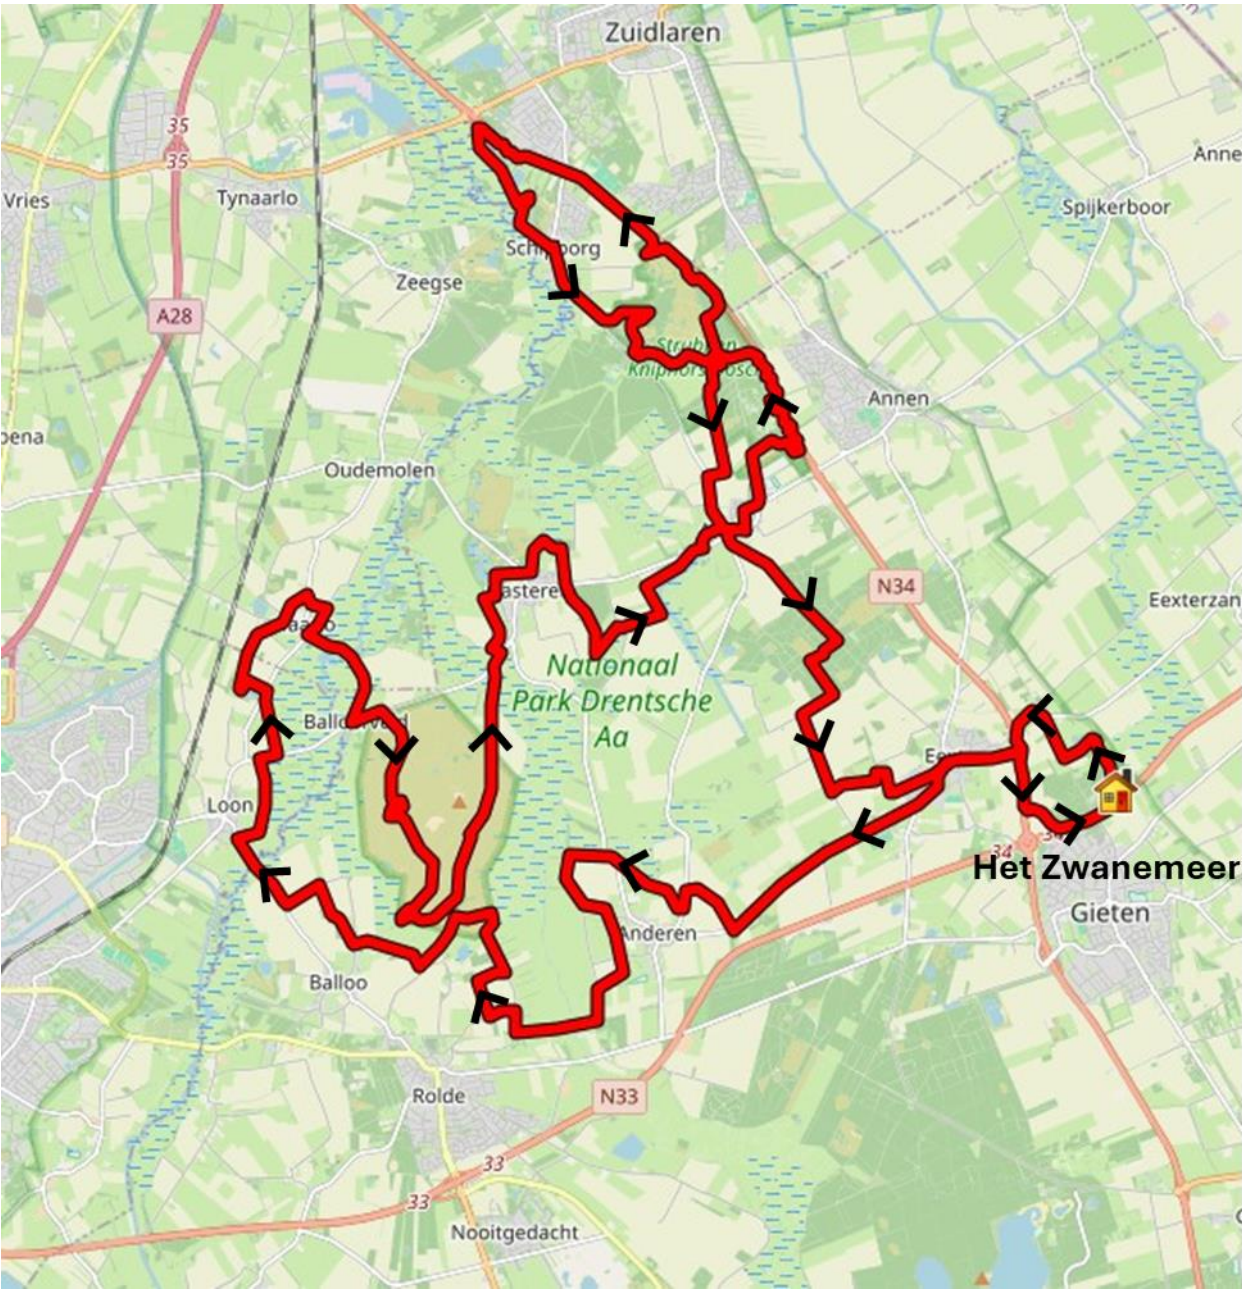 Zuidlaren
35
35
Anne
Vries
Tynaarlo
Spijkerboor
Zeegse
A28
Annen
Oudemolen
N34
Eexterzan
Nationaal
Park Drentsche
Aa
Loon
34
Het Zwanemeer
Gieten
Anderen
Balloo
Rolde
N33
33
33
Nooitgedacht